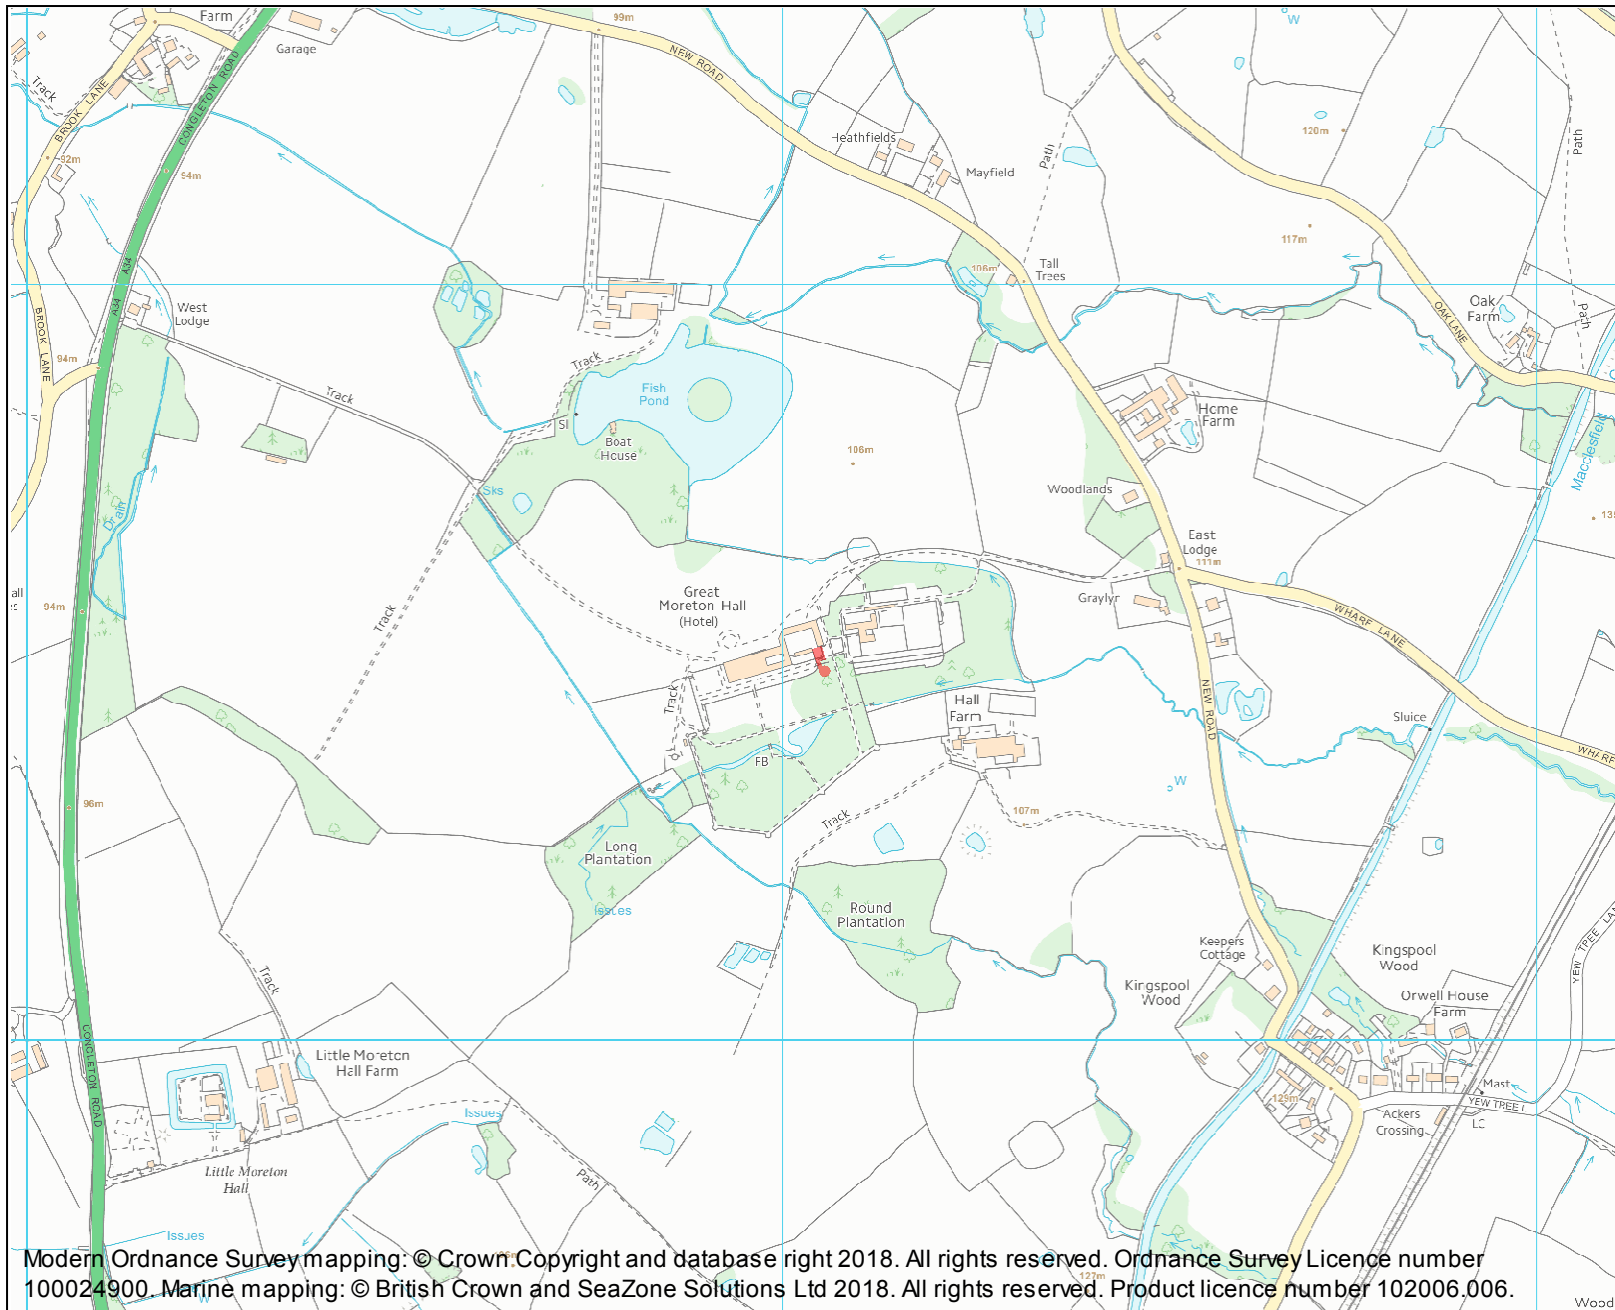 Farm
Garage
99m
NEW ROAD
W
Track
BROOK LANE
CONGLETON ROAD
92m
94m
Heathfields
Mayfield
Path
120m
Path
117m
A34
A34
West
Lodge
BROOK LANE
94m
Track
106m
Tall
Trees
OAK LANE
Oak
Farm
Path
Track
Fish
Pond
Sl
Boat
House
106m
Home
Farm
Macclesfield
Sks
Drain
Woodlands
East
Lodge
111m
94m
Track
Great
Moreton Hall
(Hotel)
Graylyn
WHARF LANE
Track
Hall
Farm
NEW ROAD
Sluice
WHARF
FB
W
96m
107m
Track
Long
Plantation
Issues
Round
Plantation
Keepers
Cottage
Kingspool
Wood
Kingspool
Wood
YEW TREE LAN
Orwell House
Farm
Track
CONGLETON ROAD
Little Moreton
Hall Farm
Issues
129m
Mast
YEW TREE L
Ackers
Crossing
LC
Little Moreton
Hall
Path
Issues
127m
W
Wood
Modern Ordnance Survey mapping: © Crown Copyright and database right 2018. All rights reserved. Ordnance Survey Licence number
100024900. Marine mapping: © British Crown and SeaZone Solutions Ltd 2018. All rights reserved. Product licence number 102006.006.